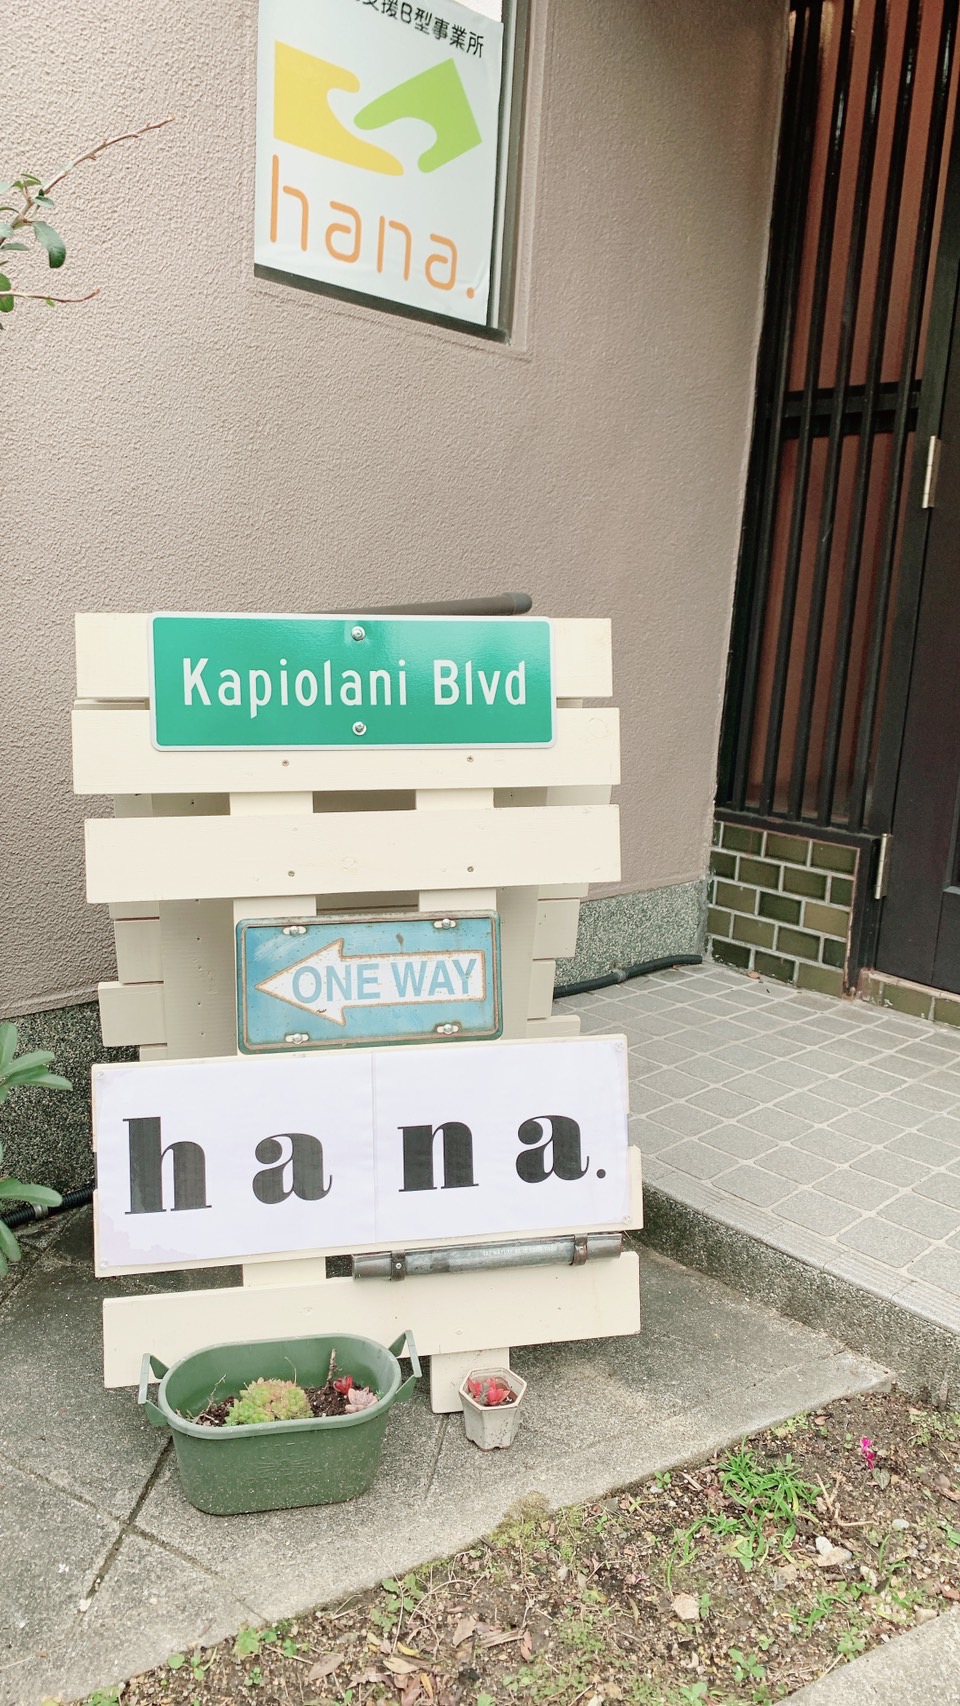 支援B型事業所
hana.
Kapiolani Blvd
ONE WAY
hana.